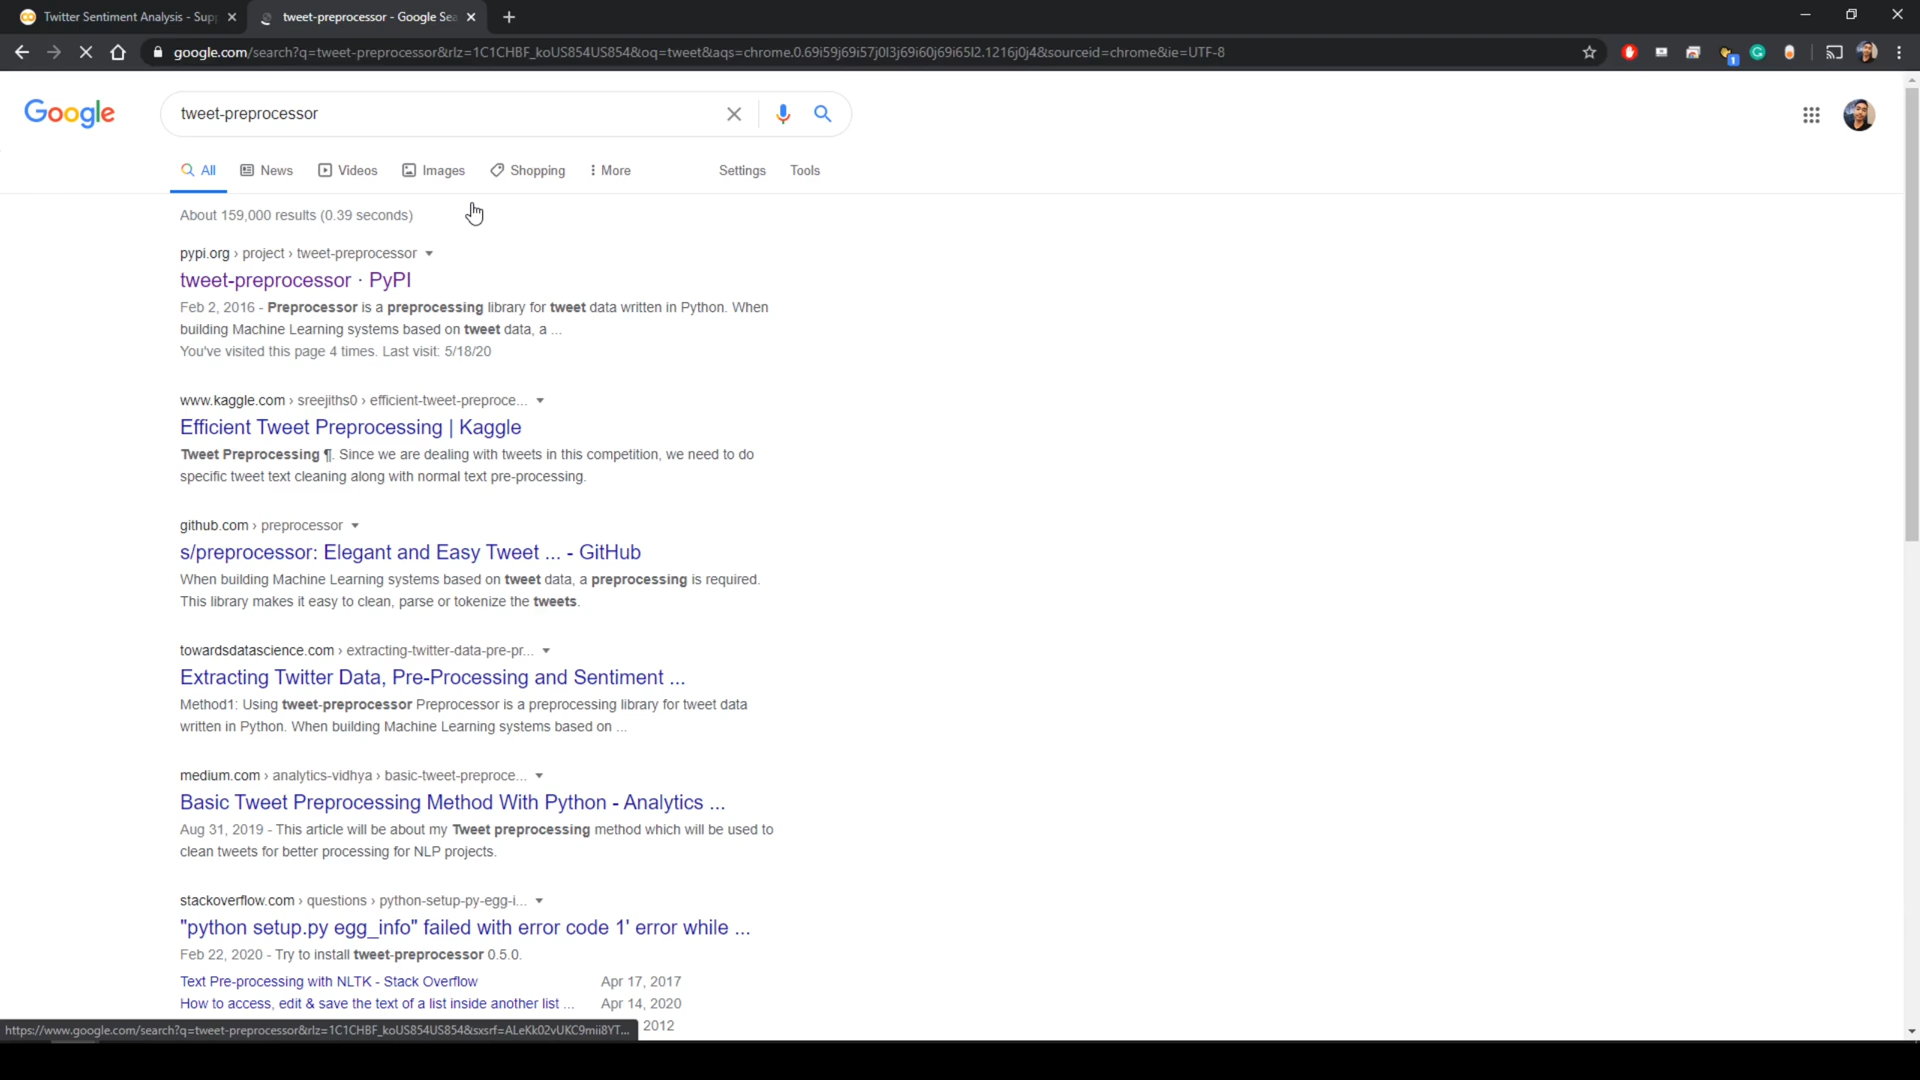 Twitter Sentiment Analysis - Supp
tweet-preprocessor - Google Sea
google.com/search?q=tweet-preprocessor&rlz=1C1CHBF_koUS854US854&oq=tweet&aqs=chrome.0.69i59j69i57j0l3j69i60j69i65l2.1216j0j4&sourceid=chrome&ie=UTF-8
1
Google
tweet-preprocessor
All News Videos Images Shopping More Settings Tools
About 159,000 results (0.39 seconds)
pypi.org › project › tweet-preprocessor
tweet-preprocessor · PyPI
Feb 2, 2016 - Preprocessor is a preprocessing library for tweet data written in Python. When
building Machine Learning systems based on tweet data, a ...
You've visited this page 4 times. Last visit: 5/18/20
www.kaggle.com › sreejiths0 › efficient-tweet-preproce...
Efficient Tweet Preprocessing | Kaggle
Tweet Preprocessing ¶. Since we are dealing with tweets in this competition, we need to do
specific tweet text cleaning along with normal text pre-processing.
github.com › preprocessor
s/preprocessor: Elegant and Easy Tweet ... - GitHub
When building Machine Learning systems based on tweet data, a preprocessing is required.
This library makes it easy to clean, parse or tokenize the tweets.
towardsdatascience.com › extracting-twitter-data-pre-pr...
Extracting Twitter Data, Pre-Processing and Sentiment ...
Method1: Using tweet-preprocessor Preprocessor is a preprocessing library for tweet data
written in Python. When building Machine Learning systems based on ...
medium.com › analytics-vidhya › basic-tweet-preproce...
Basic Tweet Preprocessing Method With Python - Analytics ...
Aug 31, 2019 - This article will be about my Tweet preprocessing method which will be used to
clean tweets for better processing for NLP projects.
stackoverflow.com › questions › python-setup-py-egg-i...
"python setup.py egg_info" failed with error code 1' error while ...
Feb 22, 2020 - Try to install tweet-preprocessor 0.5.0.
Text Pre-processing with NLTK - Stack Overflow Apr 17, 2017
How to access, edit & save the text of a list inside another list ... Apr 14, 2020
https://www.google.com/search?q=tweet-preprocessor&rlz=1C1CHBF_koUS854US854&sxsrf=ALeKk02vUKC9mii8YT... 2012